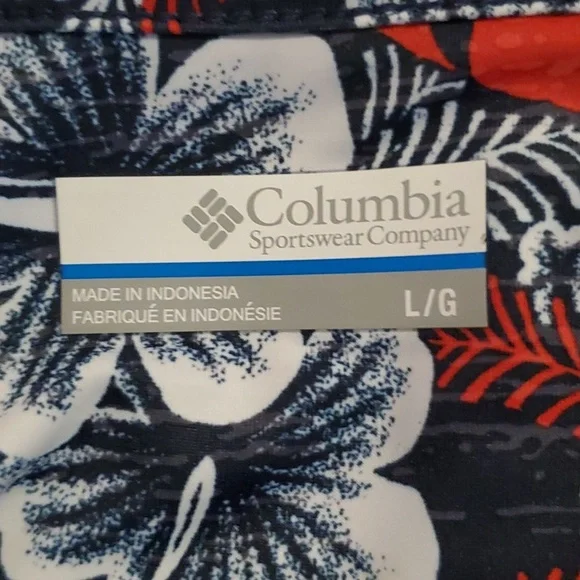 Columbia
Sportswear Company
MADE IN INDONESIA
FABRIQUÉ EN INDONÉSIE
L/G